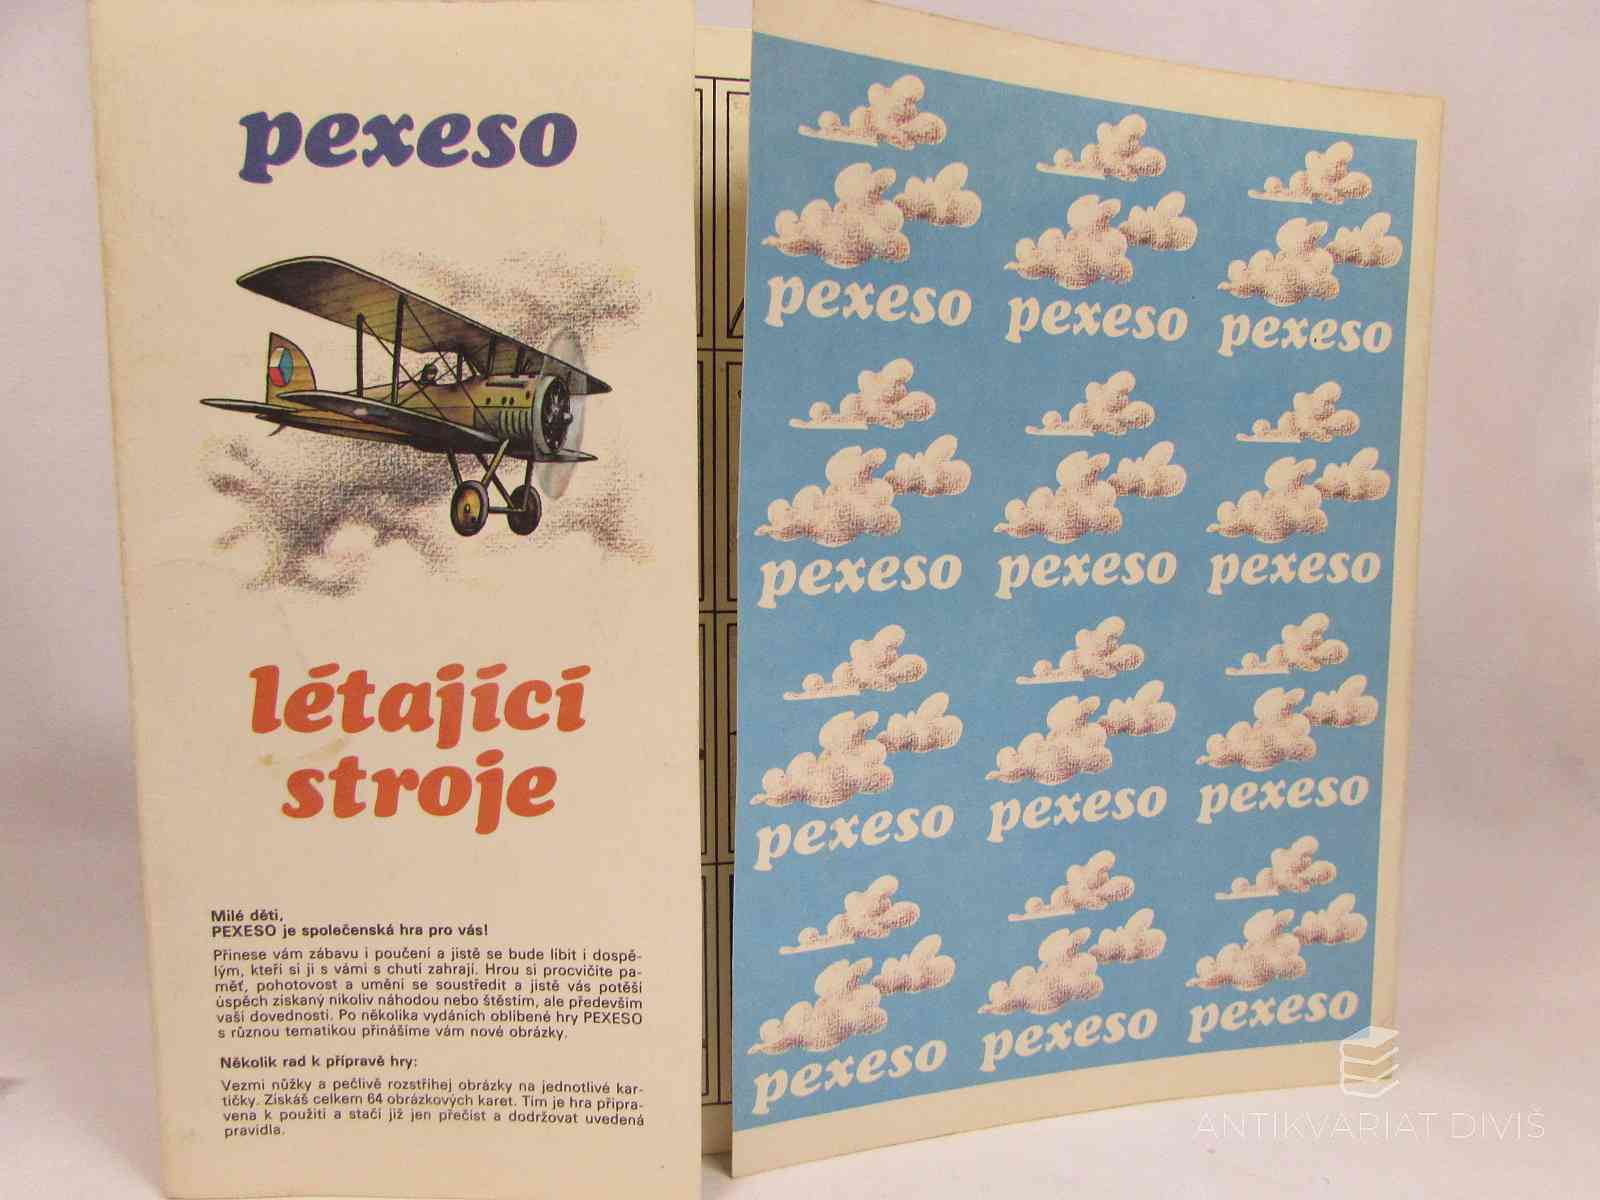 pexeso
létající
stroje
Milé děti,
PEXESO je společenská hra pro vás!
Přinese vám zábavu i poučení a jistě se bude líbit i dospě-
lým, kteří si ji s vámi s chutí zahrají. Hrou si procvičíte pa-
měť, pohotovost a umění se soustředit a jistě vás potěší
úspěch získaný nikoliv náhodou nebo štěstím, ale především
vaší dovedností. Po několika vydáních oblíbené hry PEXESO
s různou tematikou přinášíme vám nové obrázky.
Několik rad k přípravě hry:
Vezmi nůžky a pečlivě rozstříhej obrázky na jednotlivé kar-
tičky. Získáš celkem 64 obrázkových karet. Tím je hra připra-
vena k použití a stačí již jen přečíst a dodržovat uvedená
pravidla.
pexeso pexeso pexeso
pexeso pexeso pexeso
pexeso pexeso pexeso
pexeso pexeso pexeso
ANTIKVARIAT DIVIŠ